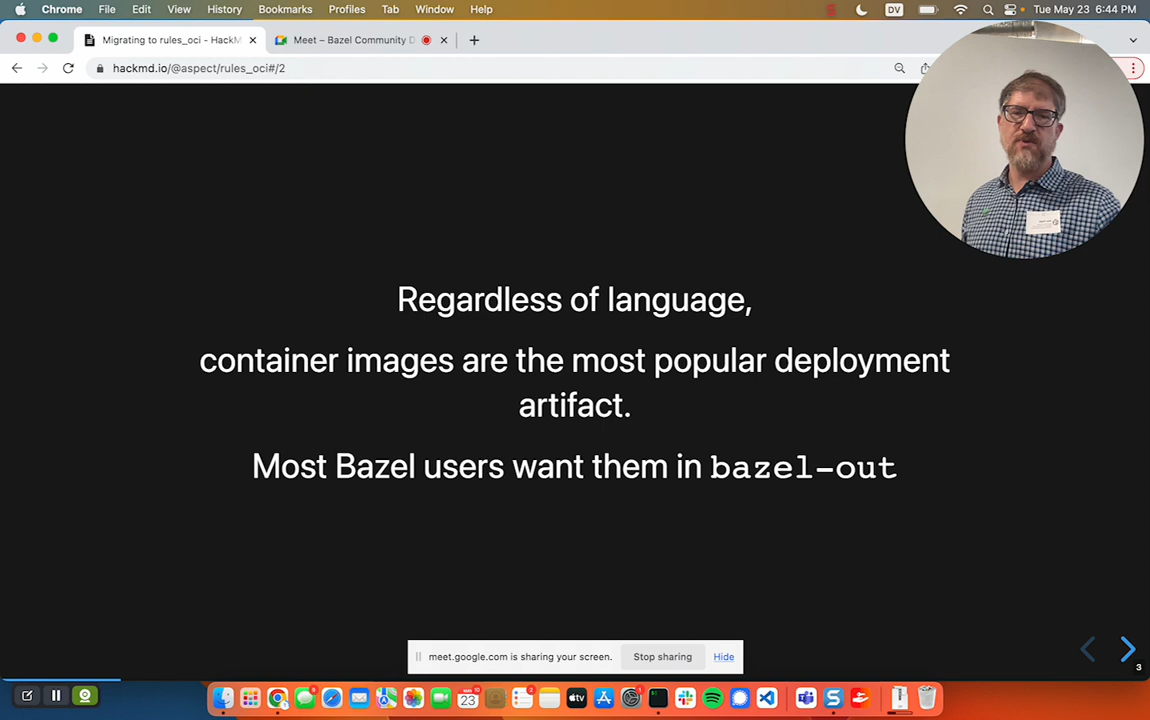 Chrome File Edit View History Bookmarks Profiles Tab Window Help DV Tue May 23 6:44 PM
Migrating to rules_oci - HackM Meet – Bazel Community D
hackmd.io/@aspect/rules_oci#/2
Regardless of language,
container images are the most popular deployment
artifact.
Most Bazel users want them in bazel-out
meet.google.com is sharing your screen. Stop sharing Hide
3